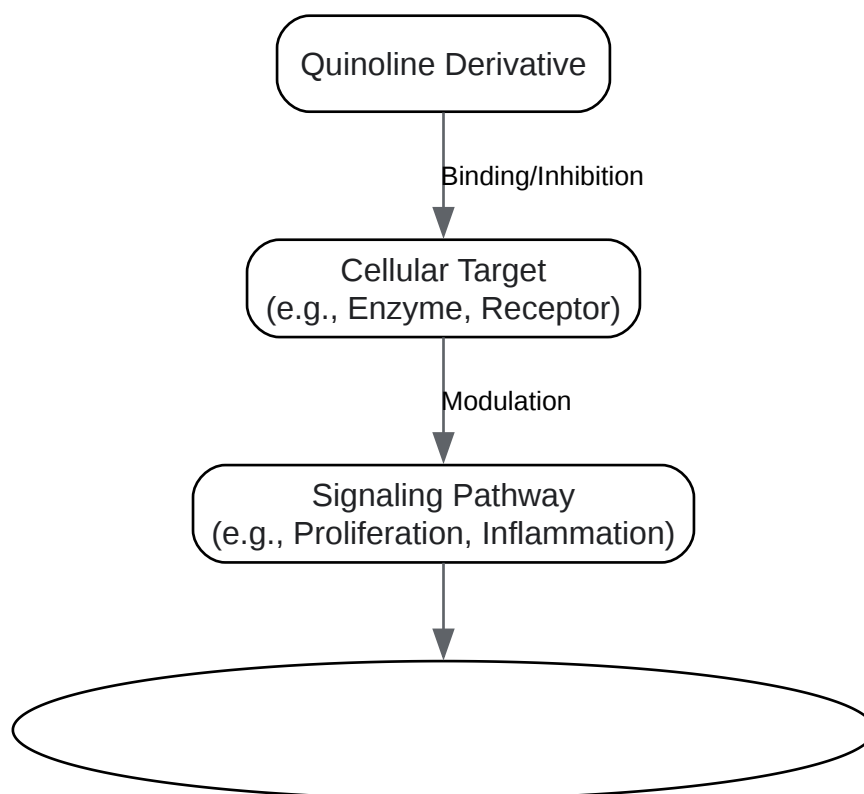 Quinoline Derivative
Binding/Inhibition
Cellular Target
(e.g., Enzyme, Receptor)
Modulation
Signaling Pathway
(e.g., Proliferation, Inflammation)